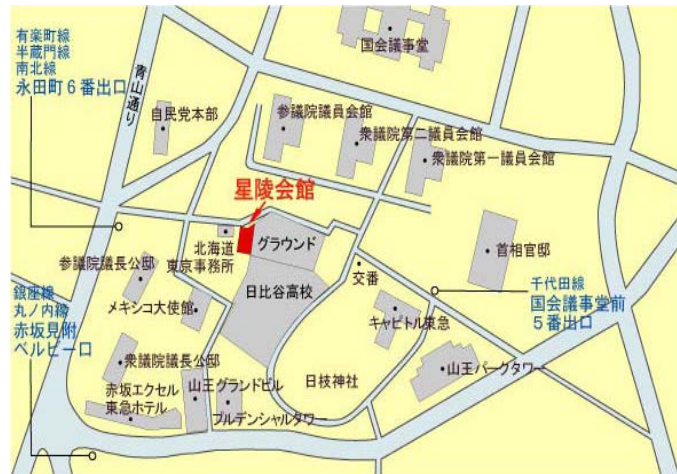 有楽町線
半蔵門線
南北線
永田町6番出口
青山通り
国会議事堂
自民党本部
参議院議員会館
衆議院第二議員会館
衆議院第一議員会館
星陵会館
北海道
東京事務所
グラウンド
首相官邸
参議院議長公邸
日比谷高校
交番
千代田線
国会議事堂前
5番出口
銀座線
丸ノ内線
赤坂見附
ベルビー口
メキシコ大使館
キャピトル東急
衆議院議長公邸
日枝神社
山王パークタワー
赤坂エクセル
東急ホテル
山王グランドビル
プルデンシャルタワー